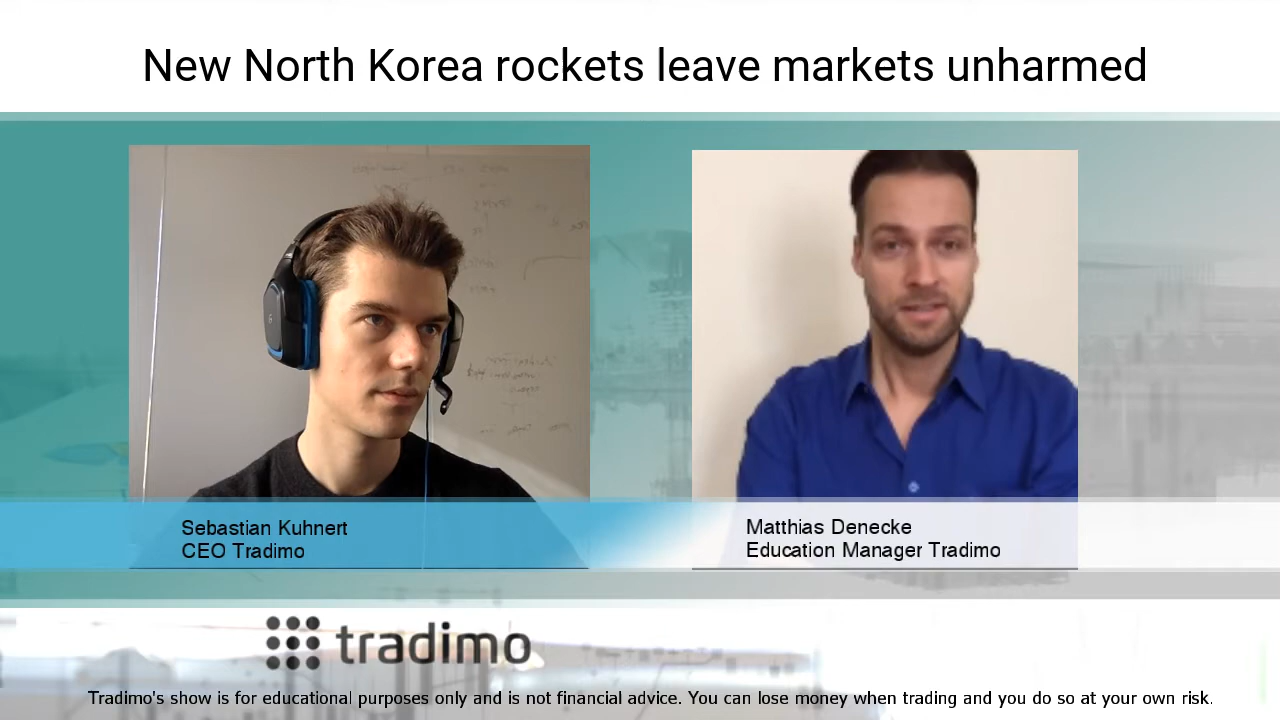 New North Korea rockets leave markets unharmed
Sebastian Kuhnert
CEO Tradimo
Matthias Denecke
Education Manager Tradimo
tradimo
Tradimo's show is for educational purposes only and is not financial advice. You can lose money when trading and you do so at your own risk.